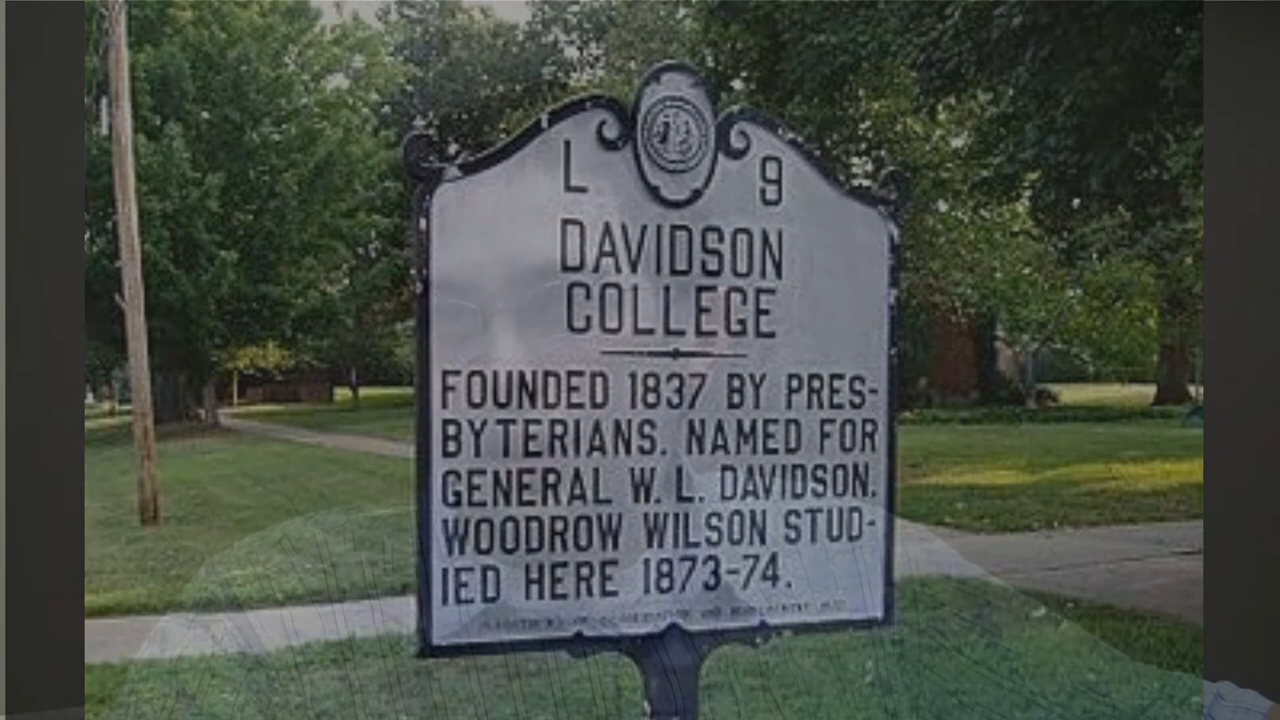 L 9
DAVIDSON
COLLEGE
FOUNDED 1837 BY PRES-
BYTERIANS. NAMED FOR
GENERAL W. L. DAVIDSON.
WOODROW WILSON STUD-
IED HERE 1873-74.